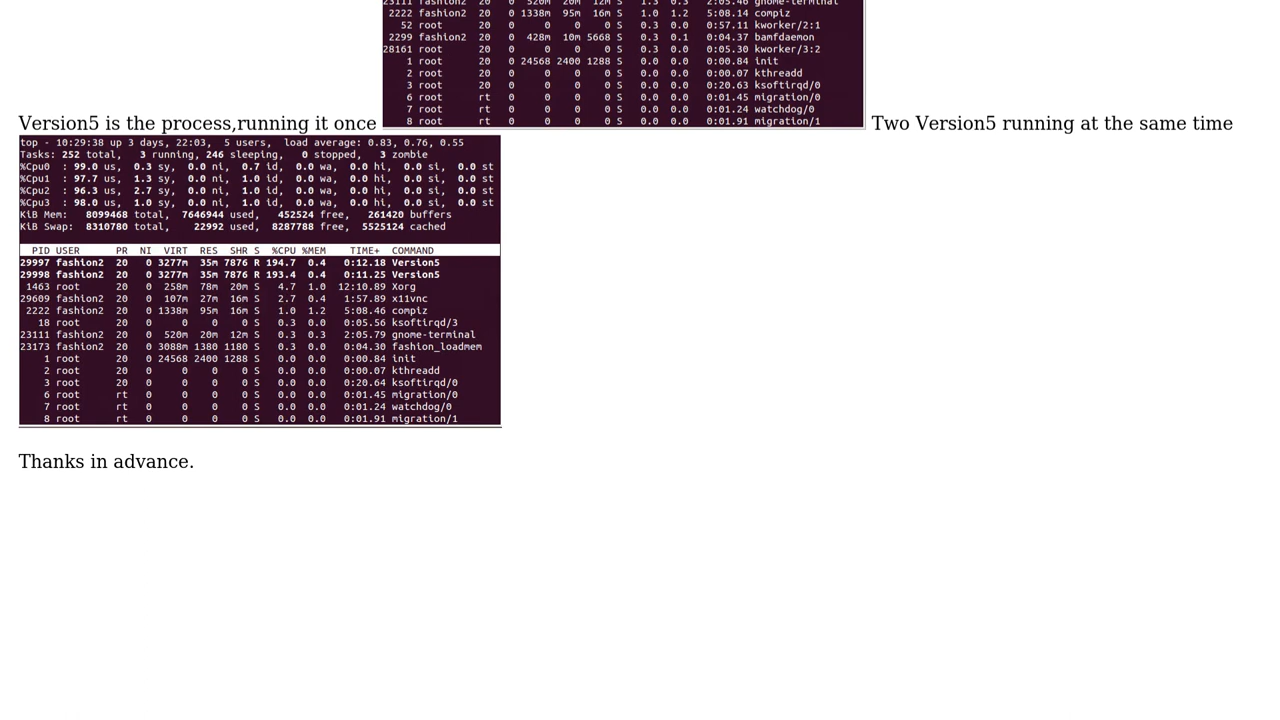 23111 fashion2 20 0 520m 20m 12m S 1.3 0.3 2:05.46 gnome-terminal
2222 fashion2 20 0 1338m 95m 16m S 1.0 1.2 5:08.14 compiz
52 root 20 0 0 0 0 S 0.3 0.0 0:57.11 kworker/2:1
2299 fashion2 20 0 428m 10m 5668 S 0.3 0.1 0:04.37 bamfdaemon
28161 root 20 0 0 0 0 S 0.3 0.0 0:05.30 kworker/3:2
1 root 20 0 24568 2400 1288 S 0.0 0.0 0:00.84 init
2 root 20 0 0 0 0 S 0.0 0.0 0:00.07 kthreadd
3 root 20 0 0 0 0 S 0.0 0.0 0:20.63 ksoftirqd/0
6 root rt 0 0 0 0 S 0.0 0.0 0:01.45 migration/0
7 root rt 0 0 0 0 S 0.0 0.0 0:01.24 watchdog/0
8 root rt 0 0 0 0 S 0.0 0.0 0:01.91 migration/1
Version5 is the process,running it once Two Version5 running at the same time
top - 10:29:38 up 3 days, 22:03, 5 users, load average: 0.83, 0.76, 0.55
Tasks: 252 total, 3 running, 246 sleeping, 0 stopped, 3 zombie
%Cpu0 : 99.0 us, 0.3 sy, 0.0 ni, 0.7 id, 0.0 wa, 0.0 hi, 0.0 si, 0.0 st
%Cpu1 : 97.7 us, 1.3 sy, 0.0 ni, 1.0 id, 0.0 wa, 0.0 hi, 0.0 si, 0.0 st
%Cpu2 : 96.3 us, 2.7 sy, 0.0 ni, 1.0 id, 0.0 wa, 0.0 hi, 0.0 si, 0.0 st
%Cpu3 : 98.0 us, 1.0 sy, 0.0 ni, 1.0 id, 0.0 wa, 0.0 hi, 0.0 si, 0.0 st
KiB Mem: 8099468 total, 7646944 used, 452524 free, 261420 buffers
KiB Swap: 8310780 total, 22992 used, 8287788 free, 5525124 cached
PID USER PR NI VIRT RES SHR S %CPU %MEM TIME+ COMMAND
29997 fashion2 20 0 3277m 35m 7876 R 194.7 0.4 0:12.18 Version5
29998 fashion2 20 0 3277m 35m 7876 R 193.4 0.4 0:11.25 Version5
1463 root 20 0 258m 78m 20m S 4.7 1.0 12:10.89 Xorg
29609 fashion2 20 0 107m 27m 16m S 2.7 0.4 1:57.89 x11vnc
2222 fashion2 20 0 1338m 95m 16m S 1.0 1.2 5:08.46 compiz
18 root 20 0 0 0 0 S 0.3 0.0 0:05.56 ksoftirqd/3
23111 fashion2 20 0 520m 20m 12m S 0.3 0.3 2:05.79 gnome-terminal
23173 fashion2 20 0 3088m 1380 1180 S 0.3 0.0 0:04.30 fashion_loadmem
1 root 20 0 24568 2400 1288 S 0.0 0.0 0:00.84 init
2 root 20 0 0 0 0 S 0.0 0.0 0:00.07 kthreadd
3 root 20 0 0 0 0 S 0.0 0.0 0:20.64 ksoftirqd/0
6 root rt 0 0 0 0 S 0.0 0.0 0:01.45 migration/0
7 root rt 0 0 0 0 S 0.0 0.0 0:01.24 watchdog/0
8 root rt 0 0 0 0 S 0.0 0.0 0:01.91 migration/1
Thanks in advance.